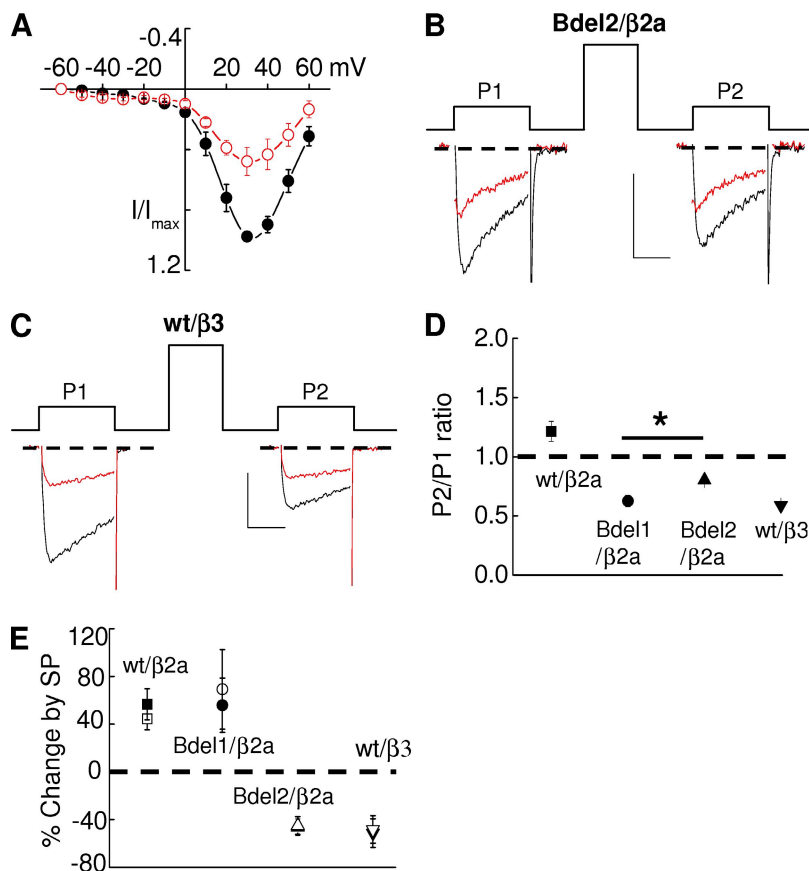 A
-0.4
-60 -40 -20 20 40 60 mV
I/Imax
1.2
B
Bdel2/β2a
P1
P2
C
wt/β3
P1
P2
D
2.0
1.5
1.0
0.5
0.0
P2/P1 ratio
*
wt/β2a
Bdel1
/β2a
Bdel2
/β2a
wt/β3
E
120
80
40
0
-40
-80
% Change by SP
wt/β2a
Bdel1/β2a
wt/β3
Bdel2/β2a